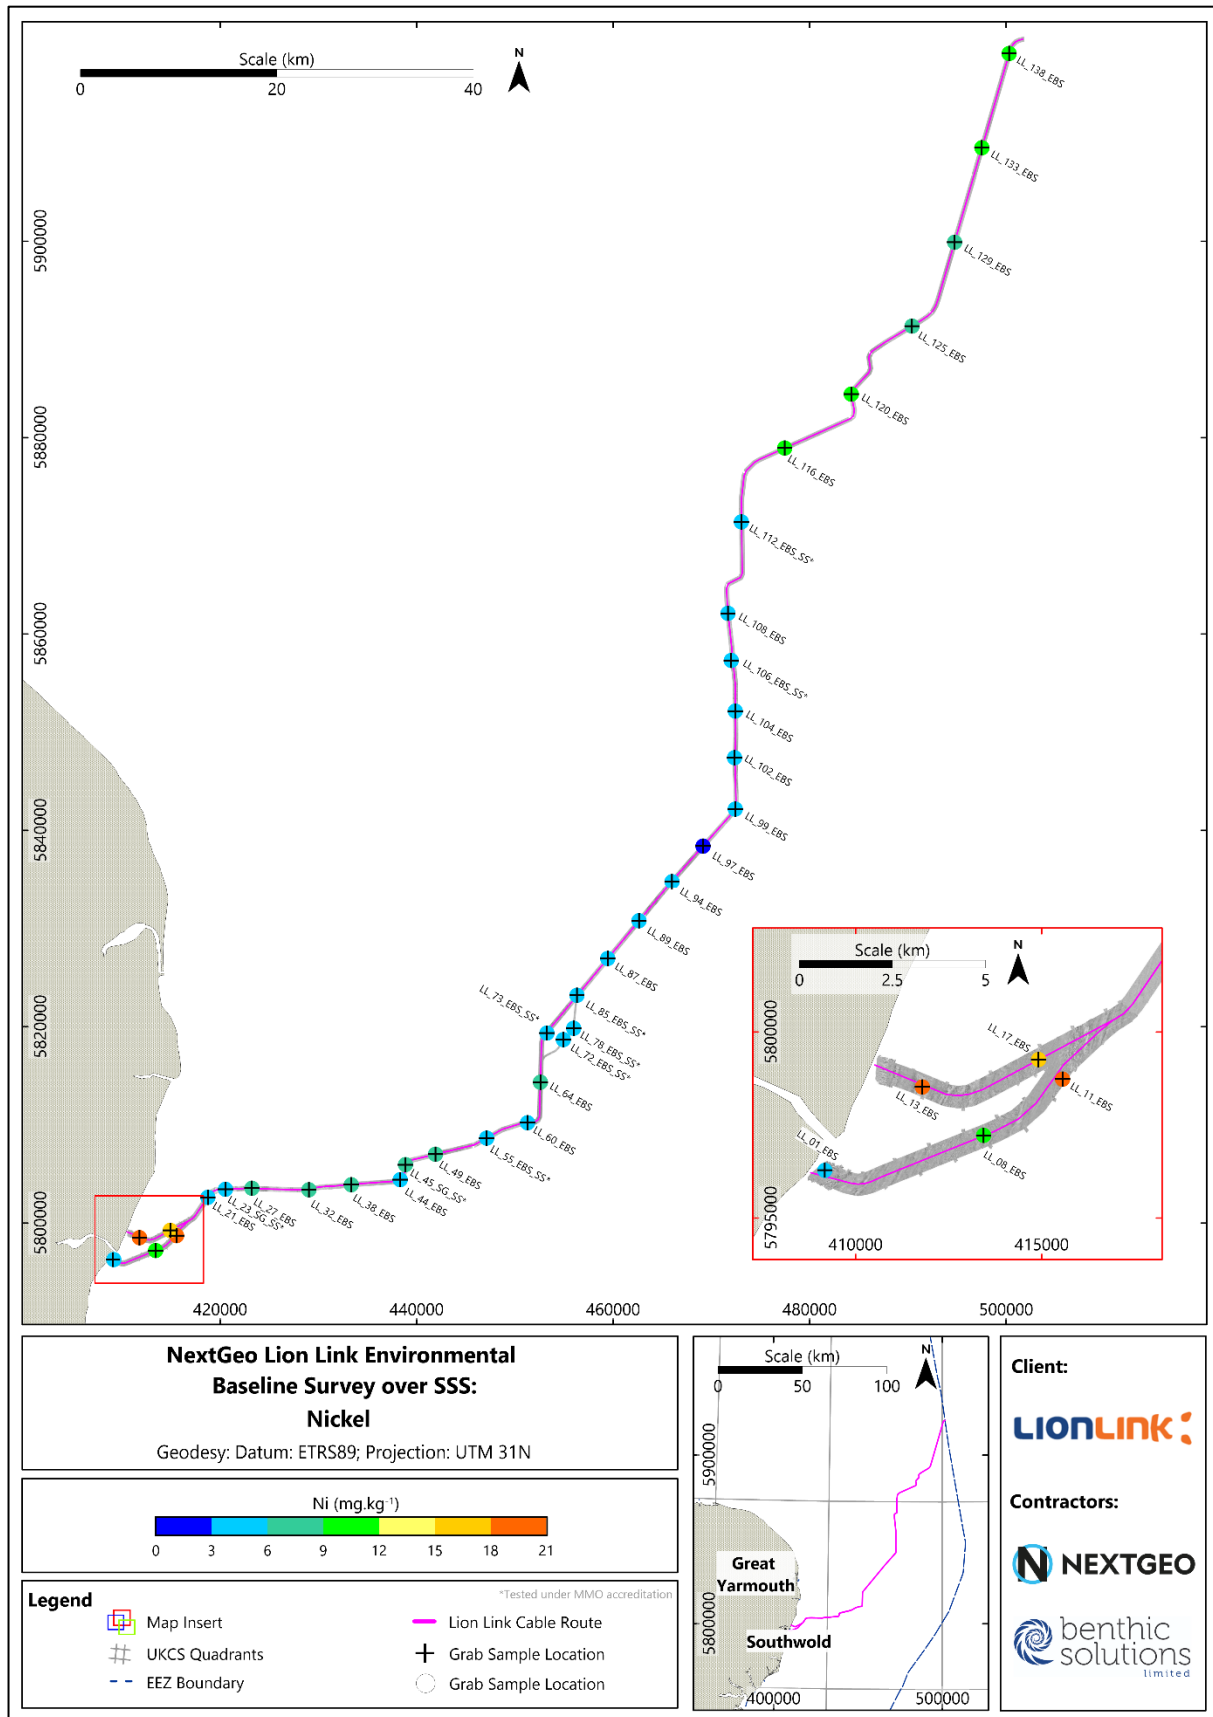 Scale (km)
0
20
40
N
LL_138_EBS
LL_133_EBS
5900000
LL_129_EBS
LL_125_EBS
LL_120_EBS
5880000
LL_116_EBS
LL_112_EBS_SS*
5860000
LL_108_EBS
LL_106_EBS_SS*
LL_104_EBS
LL_102_EBS
5840000
LL_99_EBS
LL_97_EBS
LL_94_EBS
LL_89_EBS
LL_87_EBS
LL_85_EBS_SS*
LL_73_EBS_SS*
LL_78_EBS_SS*
LL_72_EBS_SS*
5820000
LL_64_EBS
LL_60_EBS
LL_55_EBS_SS*
LL_49_EBS
LL_45_SG_SS*
LL_44_EBS
LL_38_EBS
LL_32_EBS
LL_27_EBS
LL_23_SG_SS*
LL_21_EBS
5800000
420000
440000
460000
480000
500000
Scale (km)
0
2.5
5
N
5800000
LL_17_EBS
LL_13_EBS
LL_11_EBS
LL_01_EBS
LL_08_EBS
5795000
410000
415000
NextGeo Lion Link Environmental
Baseline Survey over SSS:
Nickel
Geodesy: Datum: ETRS89; Projection: UTM 31N
Ni (mg.kg⁻¹)
0
3
6
9
12
15
18
21
*Tested under MMO accreditation
Legend
Map Insert
UKCS Quadrants
EEZ Boundary
Lion Link Cable Route
Grab Sample Location
Grab Sample Location
Scale (km)
0
50
100
N
5900000
5800000
Great
Yarmouth
Southwold
400000
500000
Client:
LIONLINK
Contractors:
N NEXTGEO
benthic
solutions
limited